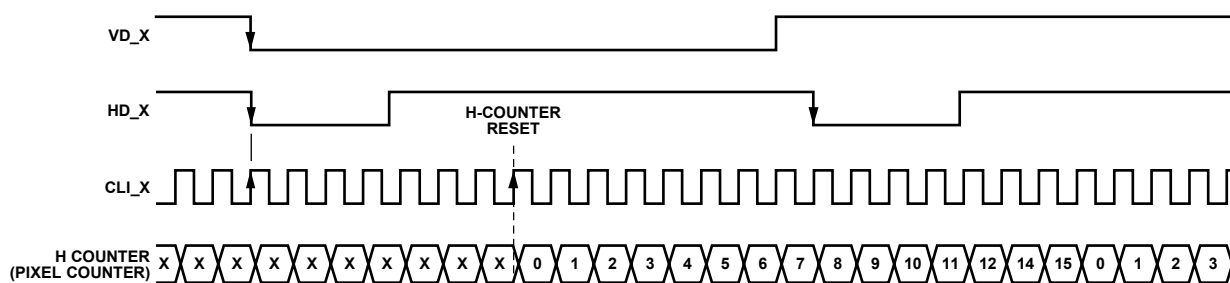 VD_X
HD_X
H-COUNTER
RESET
CLI_X
H COUNTER
(PIXEL COUNTER)
X X X X X X X X X X 0 1 2 3 4 5 6 7 8 9 10 11 12 14 15 0 1 2 3